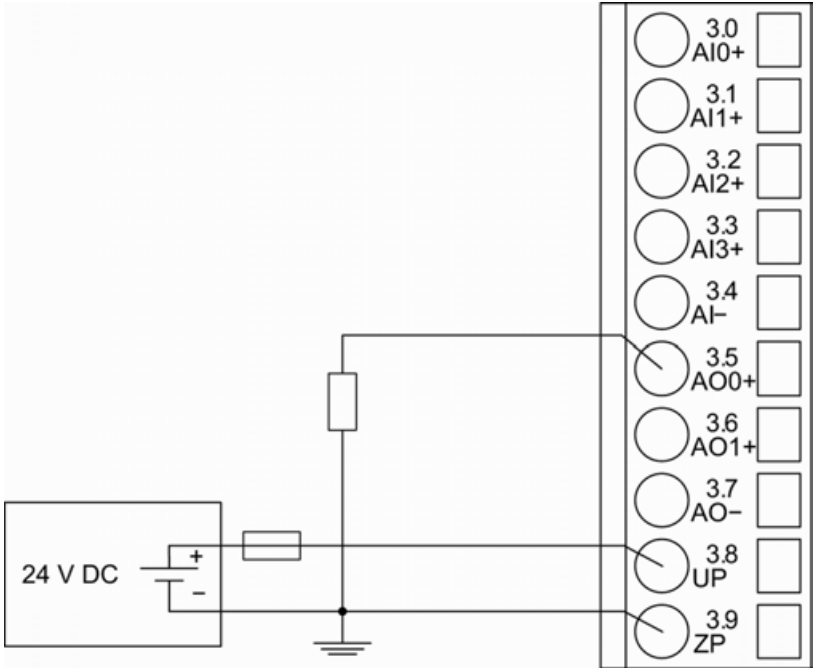 3.0
AI0+
3.1
AI1+
3.2
AI2+
3.3
AI3+
3.4
AI−
3.5
AO0+
3.6
AO1+
3.7
AO−
24 V DC
+
−
3.8
UP
3.9
ZP